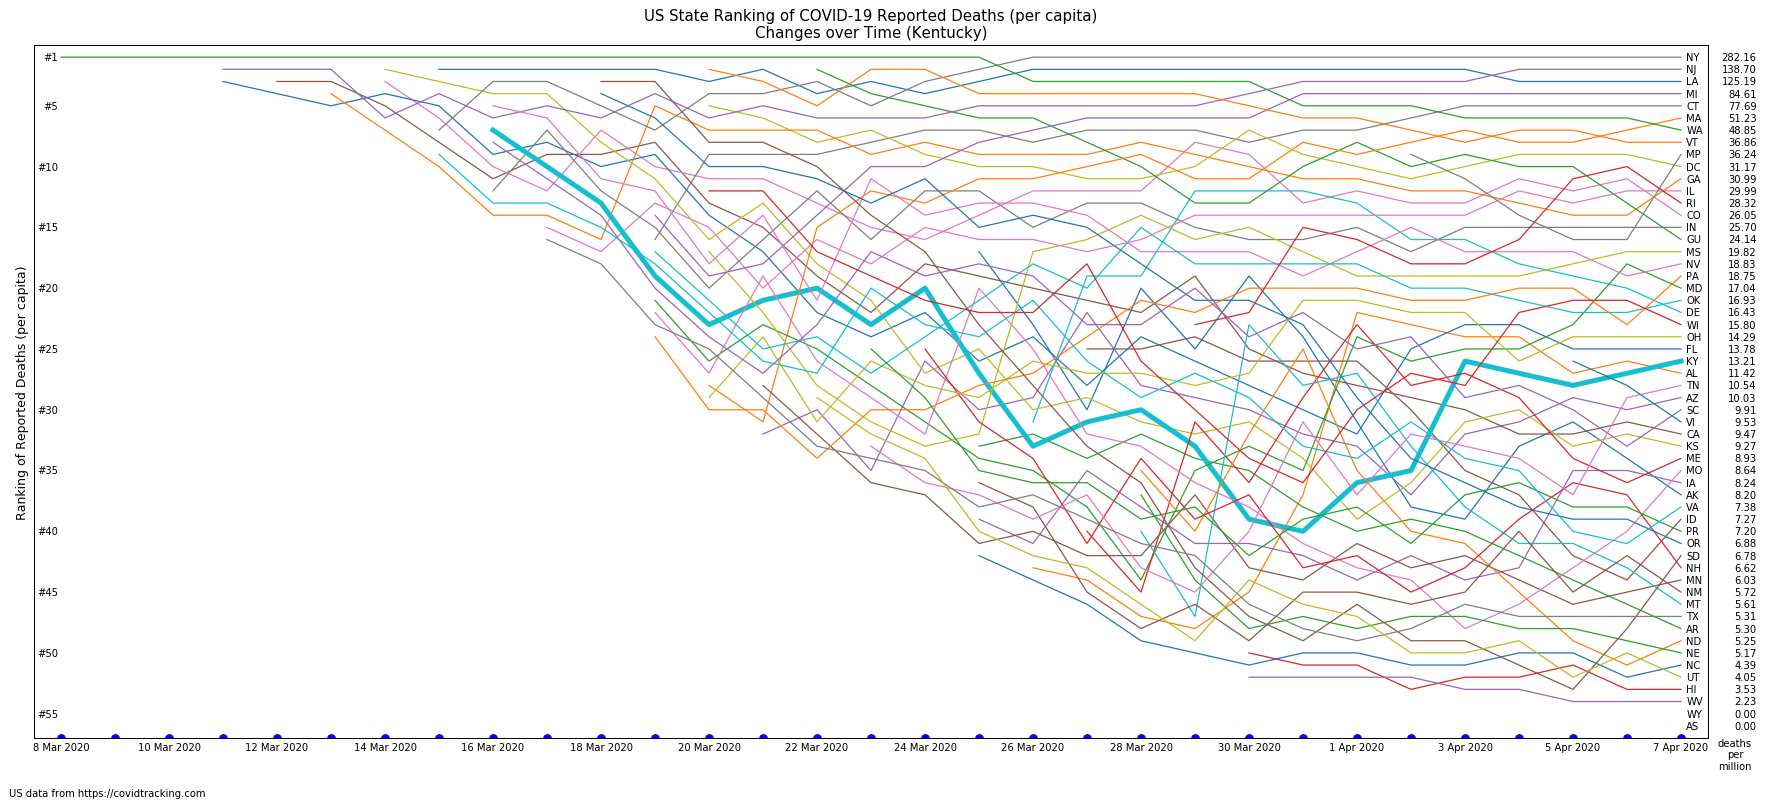 US State Ranking of COVID-19 Reported Deaths (per capita)
Changes over Time (Kentucky)
Ranking of Reported Deaths (per capita)
#1
#5
#10
#15
#20
#25
#30
#35
#40
#45
#50
#55
NY 282.16
NJ 138.70
LA 125.19
MI 84.61
CT 77.69
MA 51.23
WA 48.85
VT 36.86
MP 36.24
DC 31.17
GA 30.99
IL 29.99
RI 28.32
CO 26.05
IN 25.70
GU 24.14
MS 19.82
NV 18.83
PA 18.75
MD 17.04
OK 16.93
DE 16.43
WI 15.80
OH 14.29
FL 13.78
KY 13.21
AL 11.42
TN 10.54
AZ 10.03
SC 9.91
VI 9.53
CA 9.47
KS 9.27
ME 8.93
MO 8.64
IA 8.24
AK 8.20
VA 7.38
ID 7.27
PR 7.20
OR 6.88
SD 6.78
NH 6.62
MN 6.03
NM 5.72
MT 5.61
TX 5.31
AR 5.30
ND 5.25
NE 5.17
NC 4.39
UT 4.05
HI 3.53
WV 2.23
WY 0.00
AS 0.00
8 Mar 2020 10 Mar 2020 12 Mar 2020 14 Mar 2020 16 Mar 2020 18 Mar 2020 20 Mar 2020 22 Mar 2020 24 Mar 2020 26 Mar 2020 28 Mar 2020 30 Mar 2020 1 Apr 2020 3 Apr 2020 5 Apr 2020 7 Apr 2020
deaths
per
million
US data from https://covidtracking.com